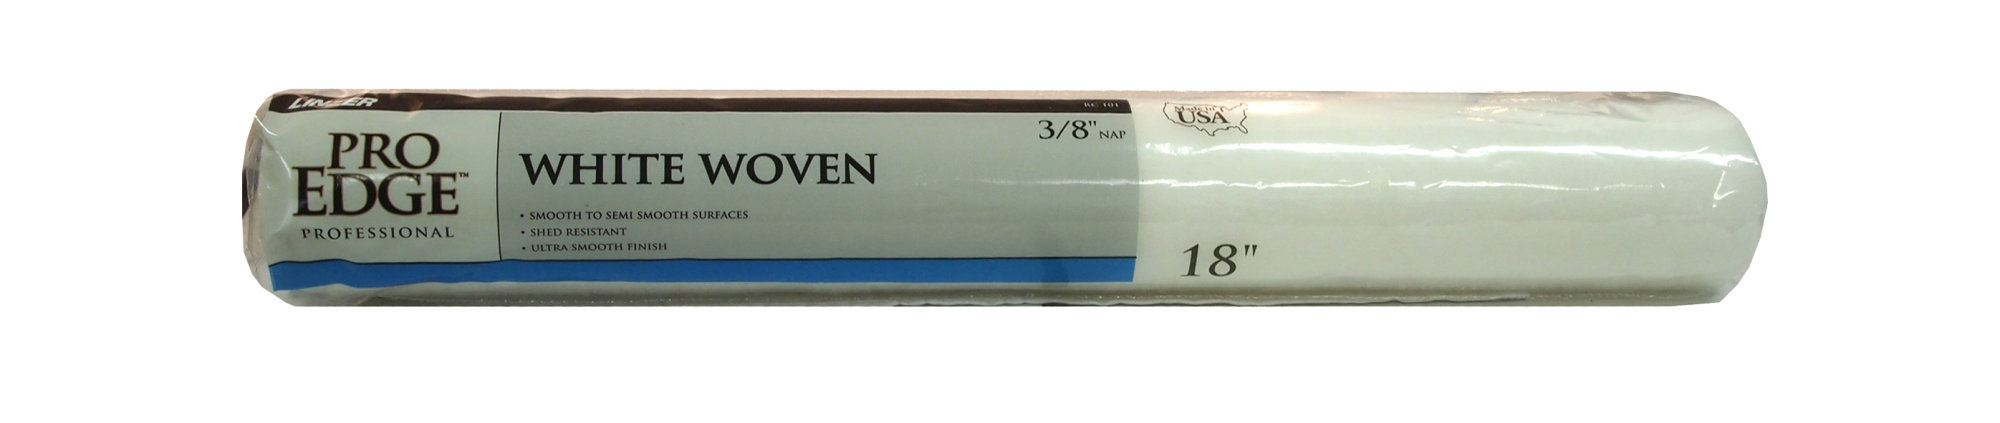 LINZER
RC 101
PRO
EDGE™
PROFESSIONAL
WHITE WOVEN
3/8" NAP
• SMOOTH TO SEMI SMOOTH SURFACES
• SHED RESISTANT
• ULTRA SMOOTH FINISH
Made in
USA
18"